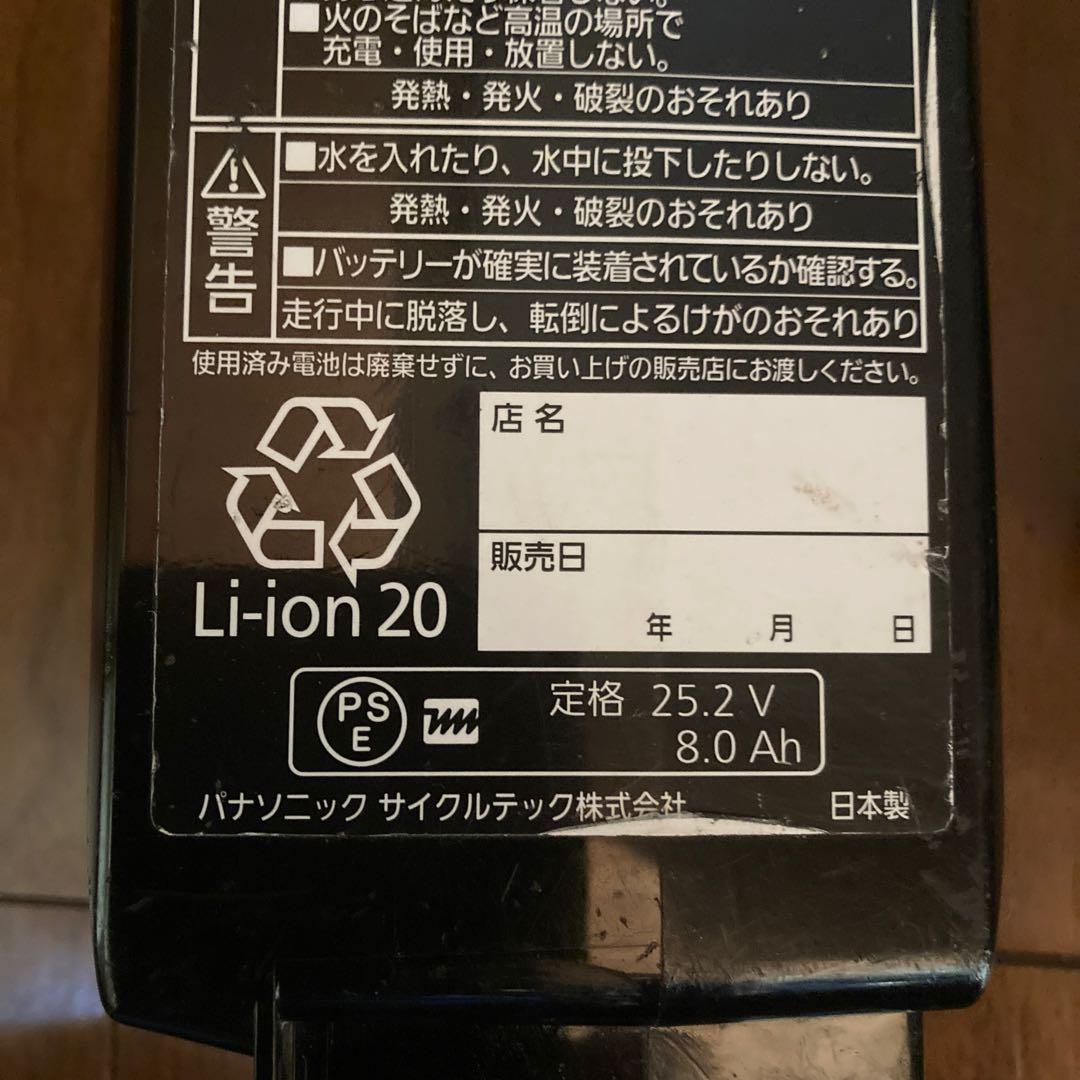 ■火のそばなど高温の場所で
充電・使用・放置しない。
発熱・発火・破裂のおそれあり
警告
■水を入れたり、水中に投下したりしない。
発熱・発火・破裂のおそれあり
■バッテリーが確実に装着されているか確認する。
走行中に脱落し、転倒によるけがのおそれあり
使用済み電池は廃棄せずに、お買い上げの販売店にお渡しください。
Li-ion 20
店名
販売日
年 月 日
PS
E
定格 25.2 V
8.0 Ah
パナソニック サイクルテック株式会社 日本製